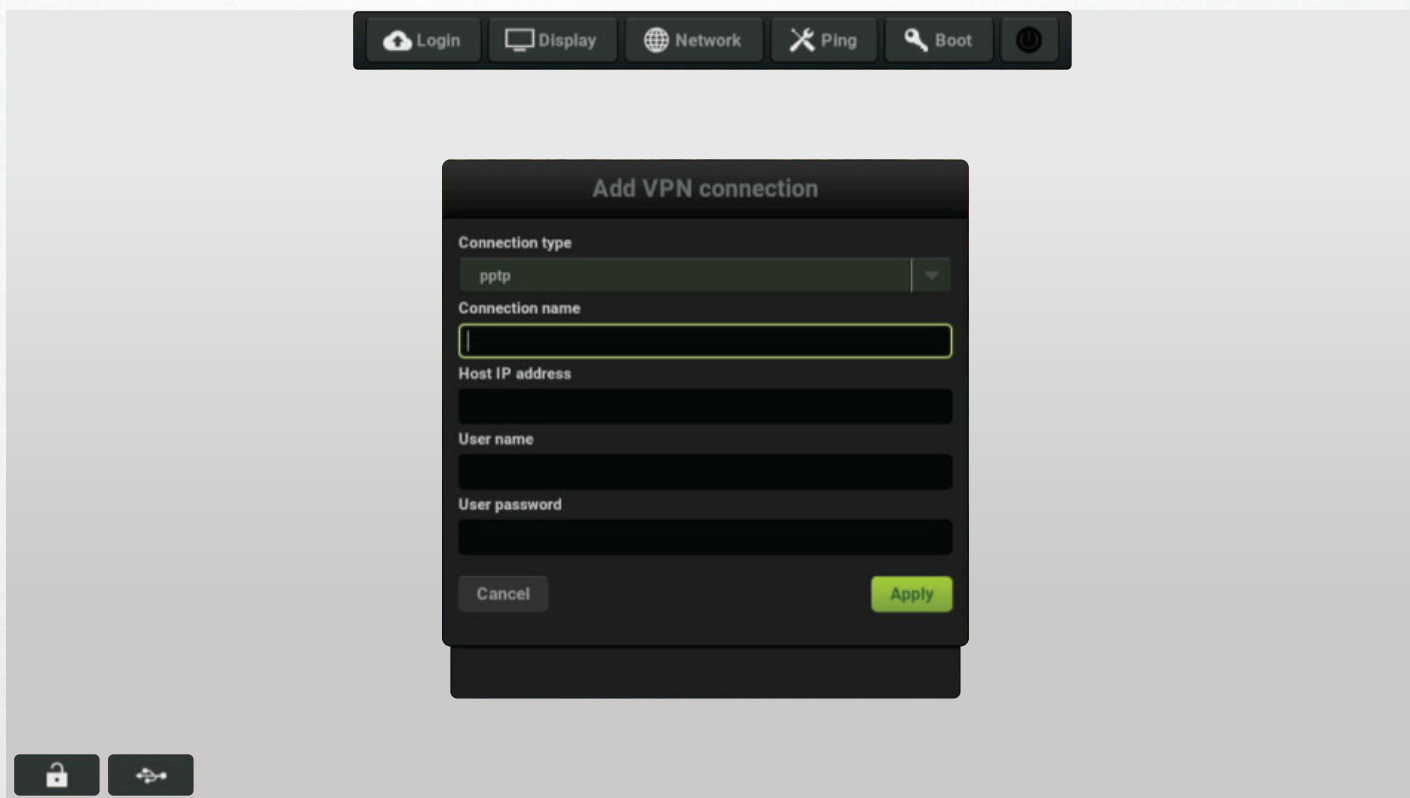 Login Display Network Ping Boot
Add VPN connection
Connection type
pptp
Connection name
Host IP address
User name
User password
Cancel Apply